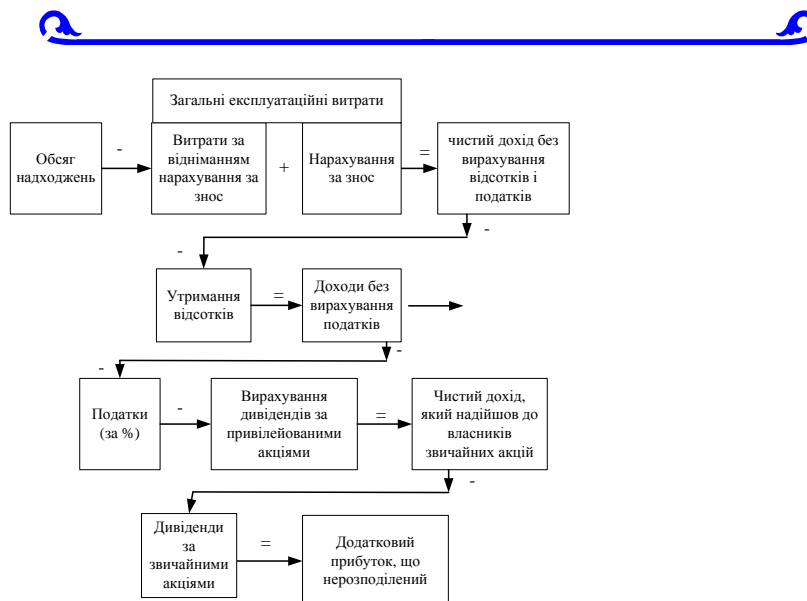 Загальні експлуатаційні витрати
Обсяг
надходжень
-
Витрати за
відніманням
нарахування за
знос
+
Нарахування
за знос
=
чистий дохід без
вирахування
відсотків і
податків
-
-
Утримання
відсотків
=
Доходи без
вирахування
податків
-
-
Податки
(за %)
-
Вирахування
дивідендів за
привілейованими
акціями
=
Чистий дохід,
який надійшов до
власників
звичайних акцій
-
Дивіденди
за
звичайними
акціями
=
Додатковий
прибуток, що
нерозподілений